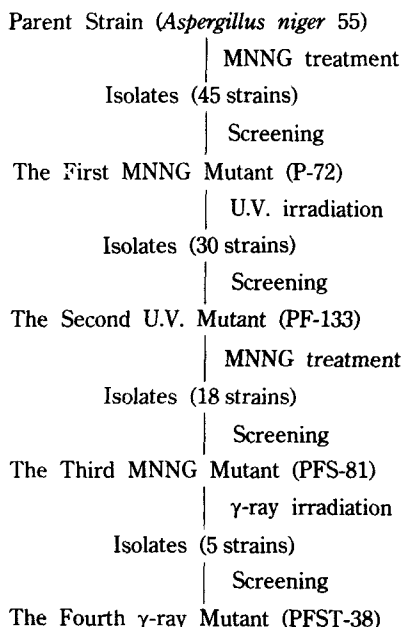 Parent Strain (Aspergillus niger 55)
MNNG treatment
Isolates (45 strains)
Screening
The First MNNG Mutant (P-72)
U.V. irradiation
Isolates (30 strains)
Screening
The Second U.V. Mutant (PF-133)
MNNG treatment
Isolates (18 strains)
Screening
The Third MNNG Mutant (PFS-81)
γ-ray irradiation
Isolates (5 strains)
Screening
The Fourth γ-ray Mutant (PFST-38)